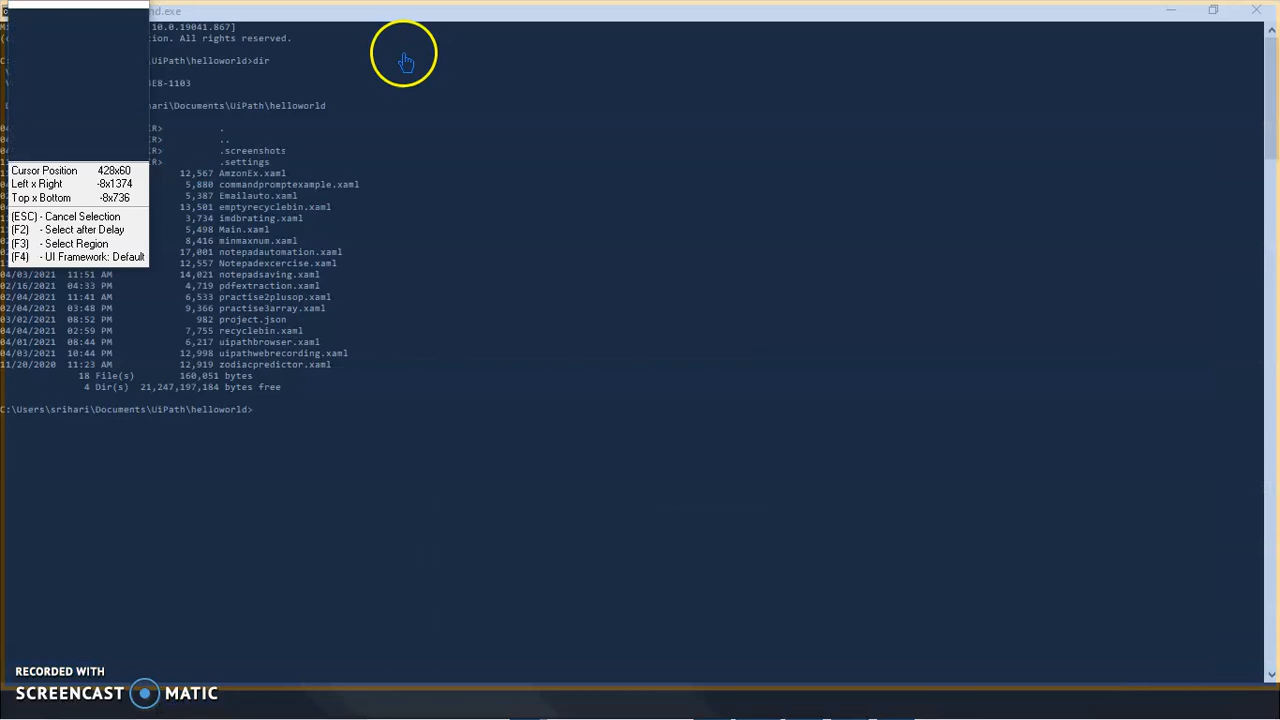 md.exe
Mi [10.0.19041.867]
(c tion. All rights reserved.
C: UiPath\helloworld>dir
8E8-1103
hari\Documents\UiPath\helloworld
04 R> .
04 R> ..
R> .screenshots
R> .settings
12,567 AmzonEx.xaml
5,880 commandpromptexample.xaml
5,387 Emailauto.xaml
13,501 emptyrecyclebin.xaml
3,734 imdbrating.xaml
5,498 Main.xaml
8,416 minmaxnum.xaml
17,001 notepadautomation.xaml
12,557 Notepadexcercise.xaml
04/03/2021 11:51 AM 14,021 notepadsaving.xaml
02/16/2021 04:33 PM 4,719 pdfextraction.xaml
02/04/2021 11:41 AM 6,533 practise2plusop.xaml
02/04/2021 03:48 PM 9,366 practise3array.xaml
03/02/2021 08:52 PM 982 project.json
04/04/2021 02:59 PM 7,755 recyclebin.xaml
04/01/2021 08:44 PM 6,217 uipathbrowser.xaml
04/03/2021 10:44 PM 12,998 uipathwebrecording.xaml
11/20/2020 11:23 AM 12,919 zodiacpredictor.xaml
18 File(s) 160,051 bytes
4 Dir(s) 21,247,197,184 bytes free
C:\Users\srihari\Documents\UiPath\helloworld>
Cursor Position 428x60
Left x Right -8x1374
Top x Bottom -8x736
(ESC) - Cancel Selection
(F2) - Select after Delay
(F3) - Select Region
(F4) - UI Framework: Default
RECORDED WITH
SCREENCAST MATIC